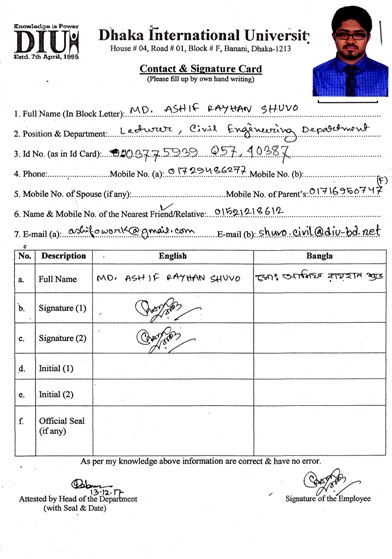 Knowledge is Power
DIU
Estd. 7th April, 1995
Dhaka International University
House # 04, Road # 01, Block # F, Banani, Dhaka-1213
Contact & Signature Card
(Please fill up by own hand writing)
1. Full Name (In Block Letter): MD. ASHIF RAYHAN SHUVO
2. Position & Department: Lecturer, Civil Engineering Department
3. Id No. (as in Id Card): 057, 40387
4. Phone: Mobile No. (a): 01729486277 Mobile No. (b):
5. Mobile No. of Spouse (if any): Mobile No. of Parent's: 01716950747 (F)
6. Name & Mobile No. of the Nearest Friend/Relative: 01521218612
7. E-mail (a): ashifowork@gmail.com E-mail (b): shuvo.civil@diu-bd.net
No. Description English Bangla
a. Full Name MD. ASHIF RAYHAN SHUVO মোঃ আসিফ রায়হান শুভ
b. Signature (1)
c. Signature (2)
d. Initial (1)
e. Initial (2)
f. Official Seal
(if any)
As per my knowledge above information are correct & have no error.
13.12.17
Attested by Head of the Department Signature of the Employee
(with Seal & Date)